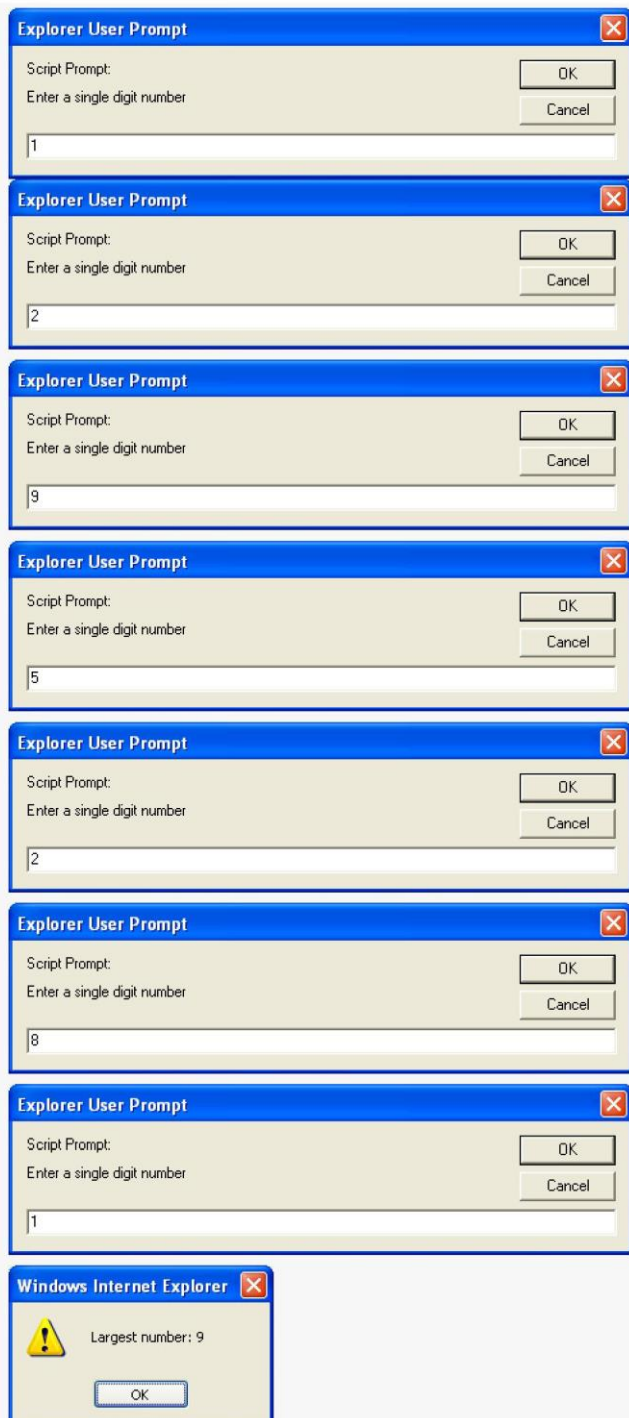 Explorer User Prompt
Script Prompt:
OK
Enter a single digit number
Cancel
1
Explorer User Prompt
Script Prompt:
OK
Enter a single digit number
Cancel
2
Explorer User Prompt
Script Prompt:
OK
Enter a single digit number
Cancel
9
Explorer User Prompt
Script Prompt:
OK
Enter a single digit number
Cancel
5
Explorer User Prompt
Script Prompt:
OK
Enter a single digit number
Cancel
2
Explorer User Prompt
Script Prompt:
OK
Enter a single digit number
Cancel
8
Explorer User Prompt
Script Prompt:
OK
Enter a single digit number
Cancel
1
Windows Internet Explorer
Largest number: 9
OK